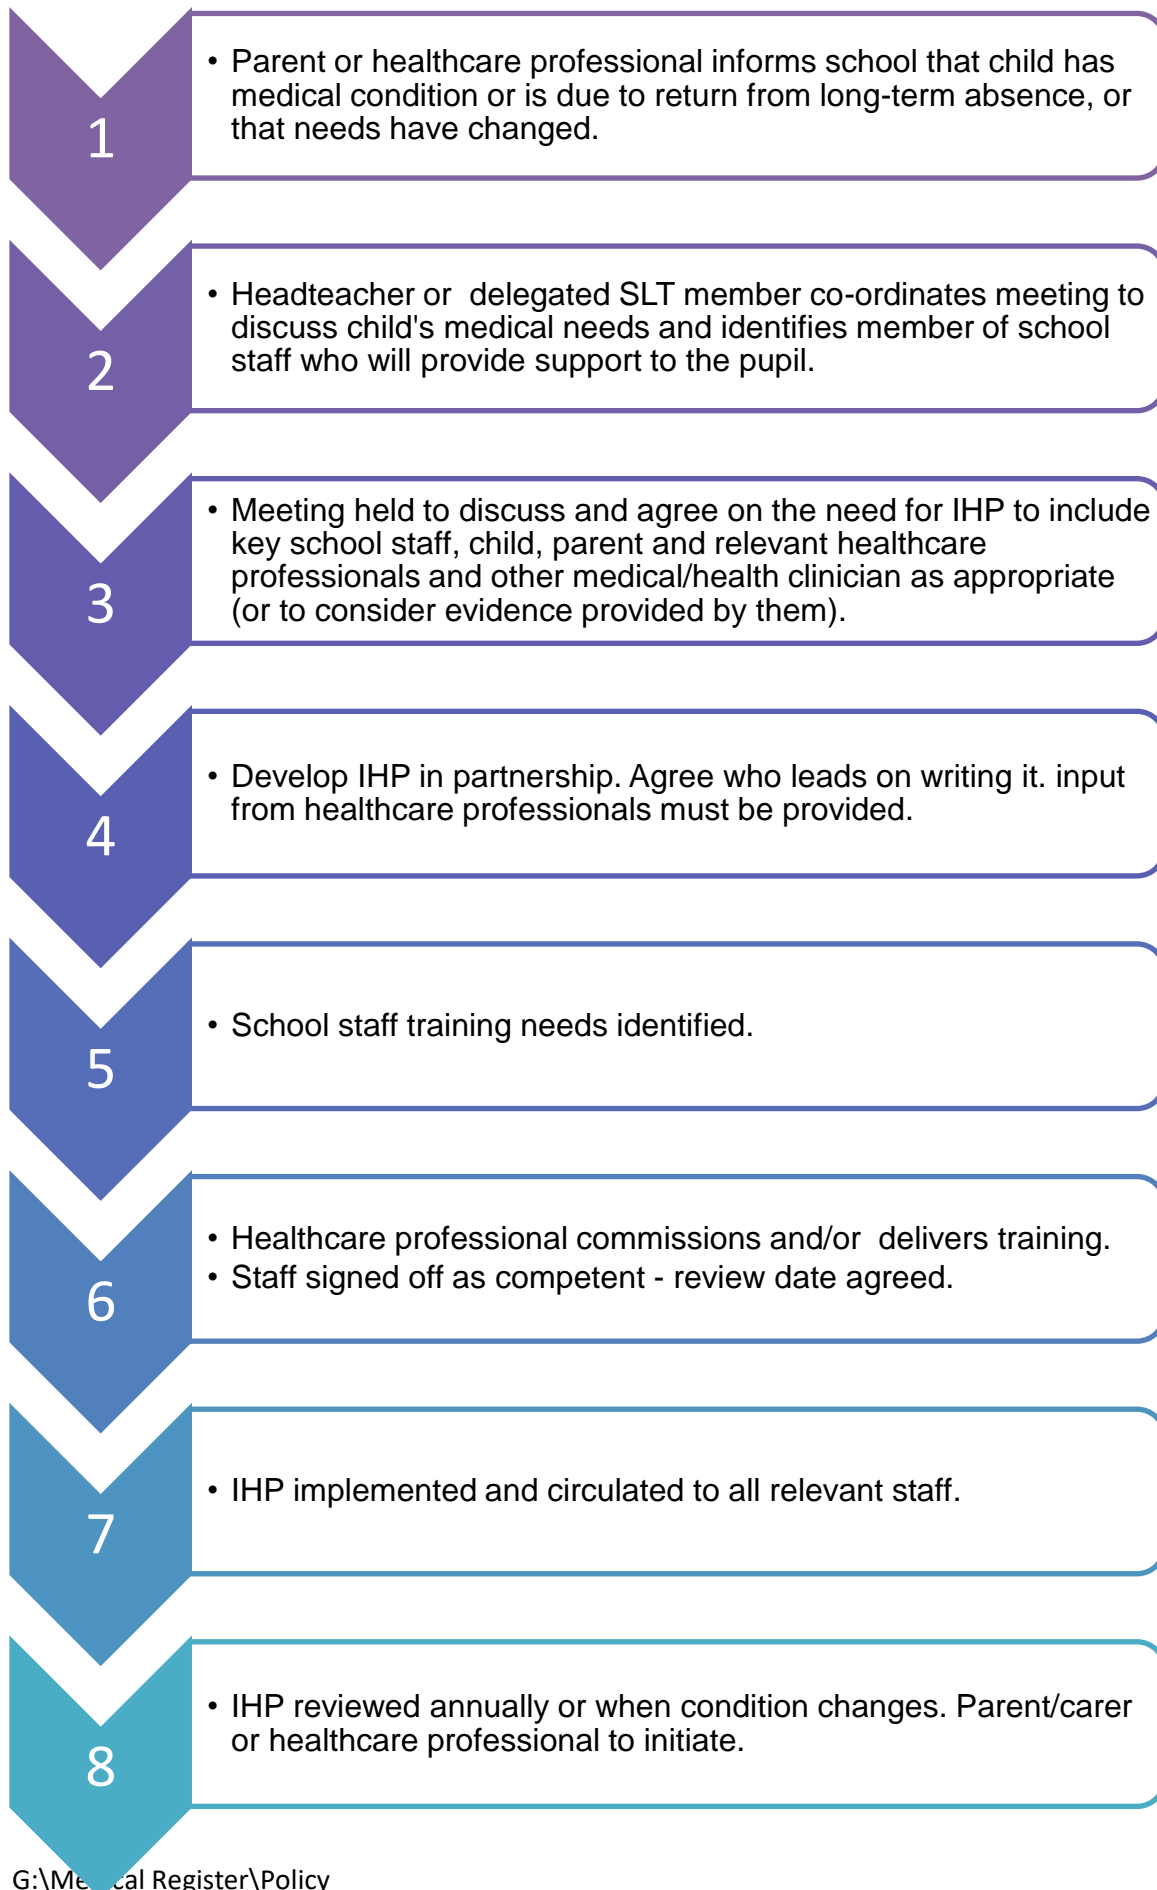 1
• Parent or healthcare professional informs school that child has
medical condition or is due to return from long-term absence, or
that needs have changed.
2
• Headteacher or  delegated SLT member co-ordinates meeting to
discuss child's medical needs and identifies member of school
staff who will provide support to the pupil.
3
• Meeting held to discuss and agree on the need for IHP to include
key school staff, child, parent and relevant healthcare
professionals and other medical/health clinician as appropriate
(or to consider evidence provided by them).
4
• Develop IHP in partnership. Agree who leads on writing it. input
from healthcare professionals must be provided.
5
• School staff training needs identified.
6
• Healthcare professional commissions and/or  delivers training.
• Staff signed off as competent - review date agreed.
7
• IHP implemented and circulated to all relevant staff.
8
• IHP reviewed annually or when condition changes. Parent/carer
or healthcare professional to initiate.
Register\Policy